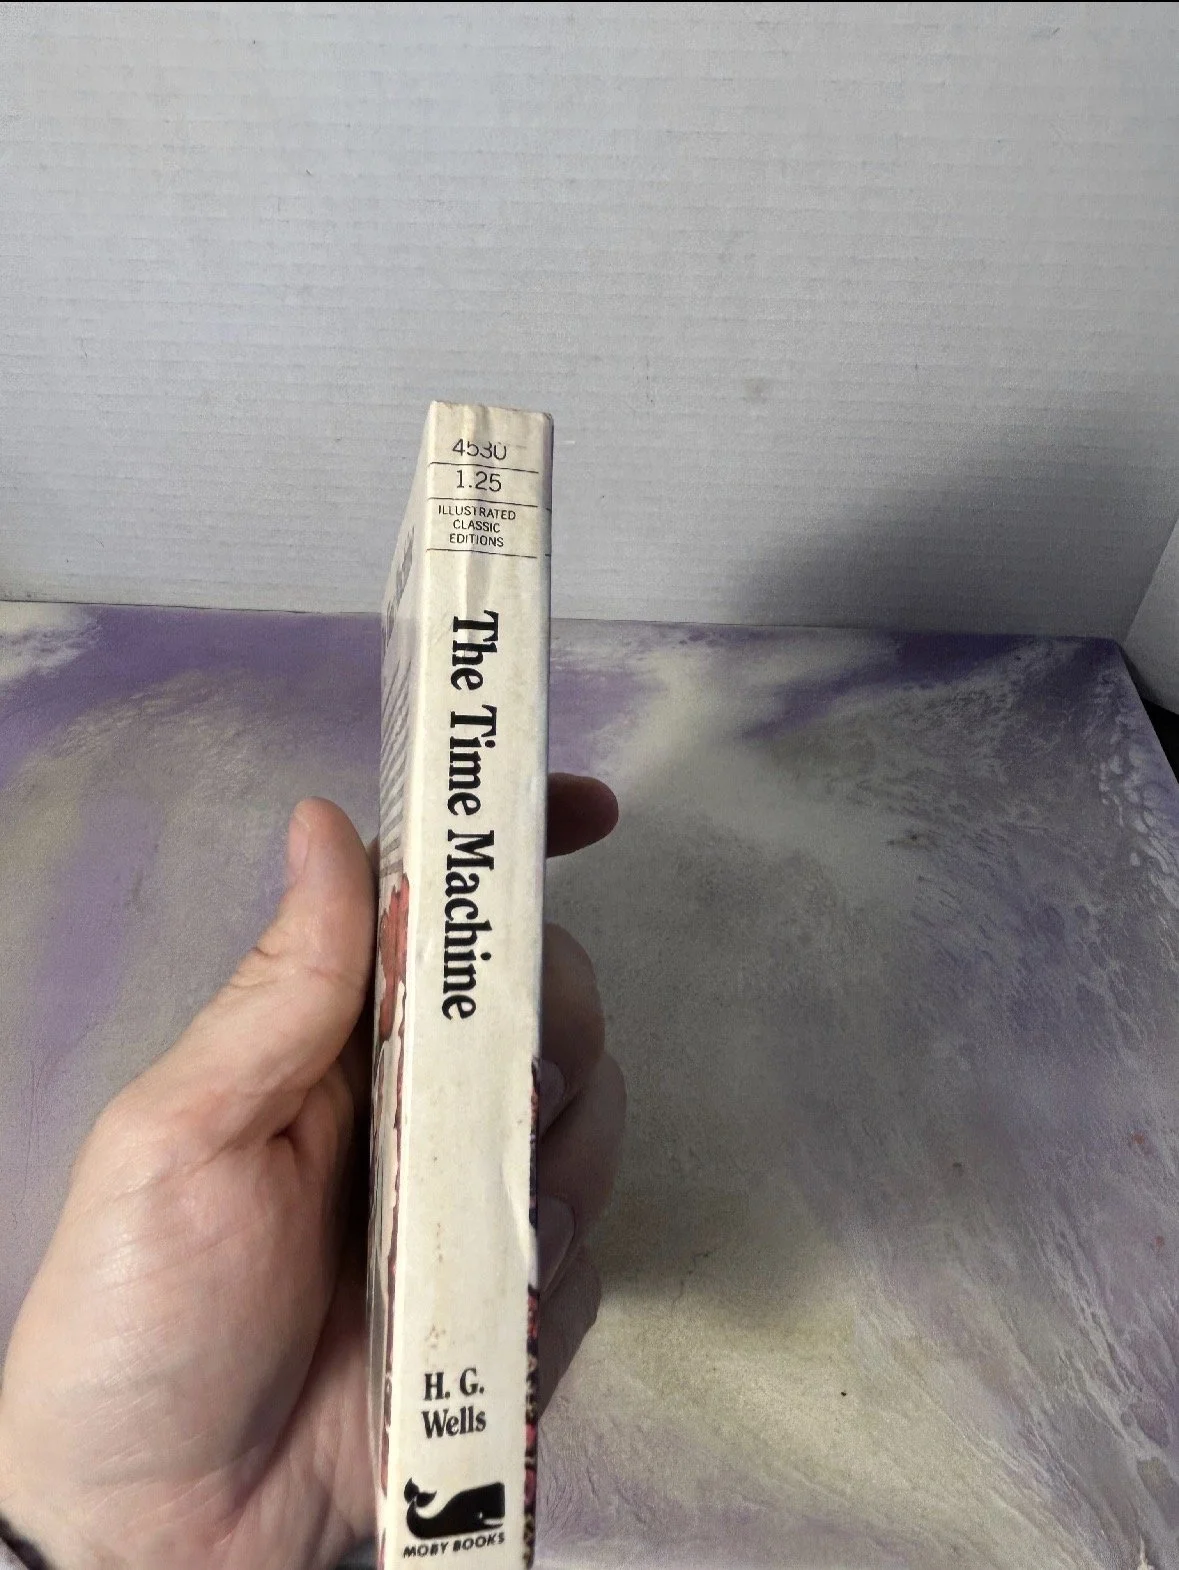 4530
1.25
ILLUSTRATED
CLASSIC
EDITIONS
The Time Machine
H. G.
Wells
MOBY BOOKS